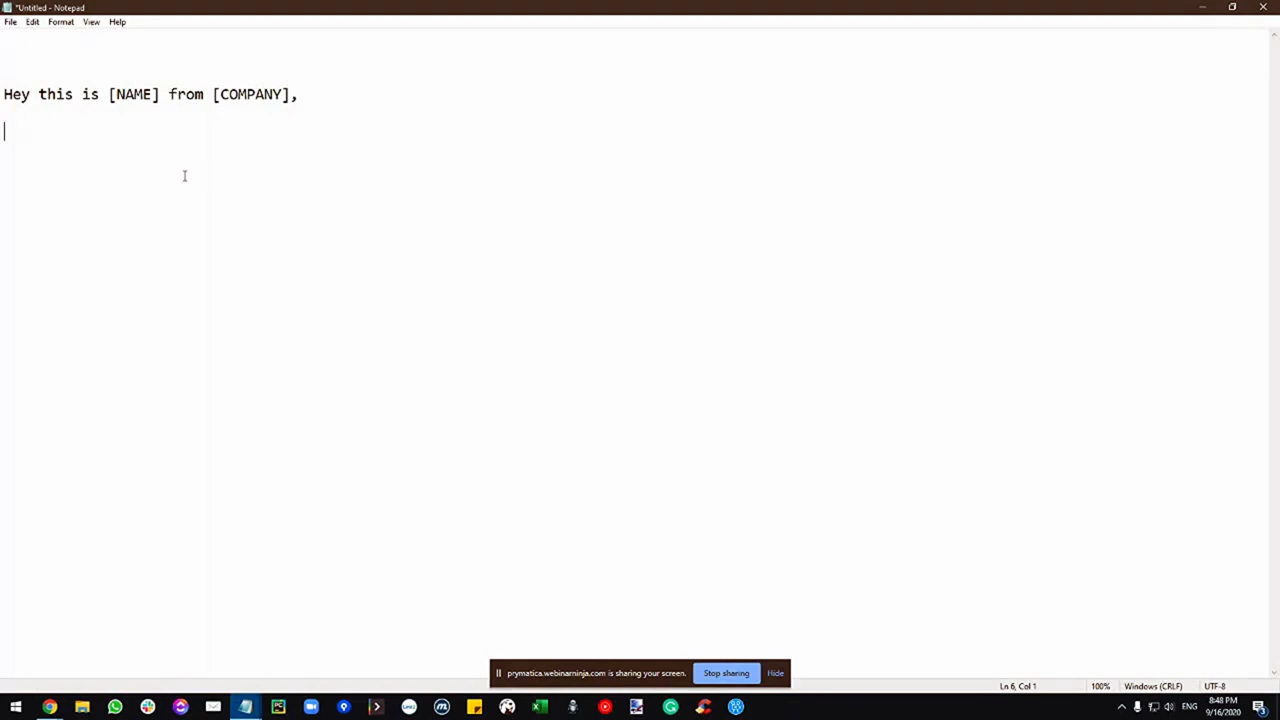 *Untitled - Notepad
File Edit Format View Help
Hey this is [NAME] from [COMPANY],
prymatica.webinarninja.com is sharing your screen. Stop sharing Hide
Ln 6, Col 1 100% Windows (CRLF) UTF-8
ENG 8:48 PM
9/16/2020